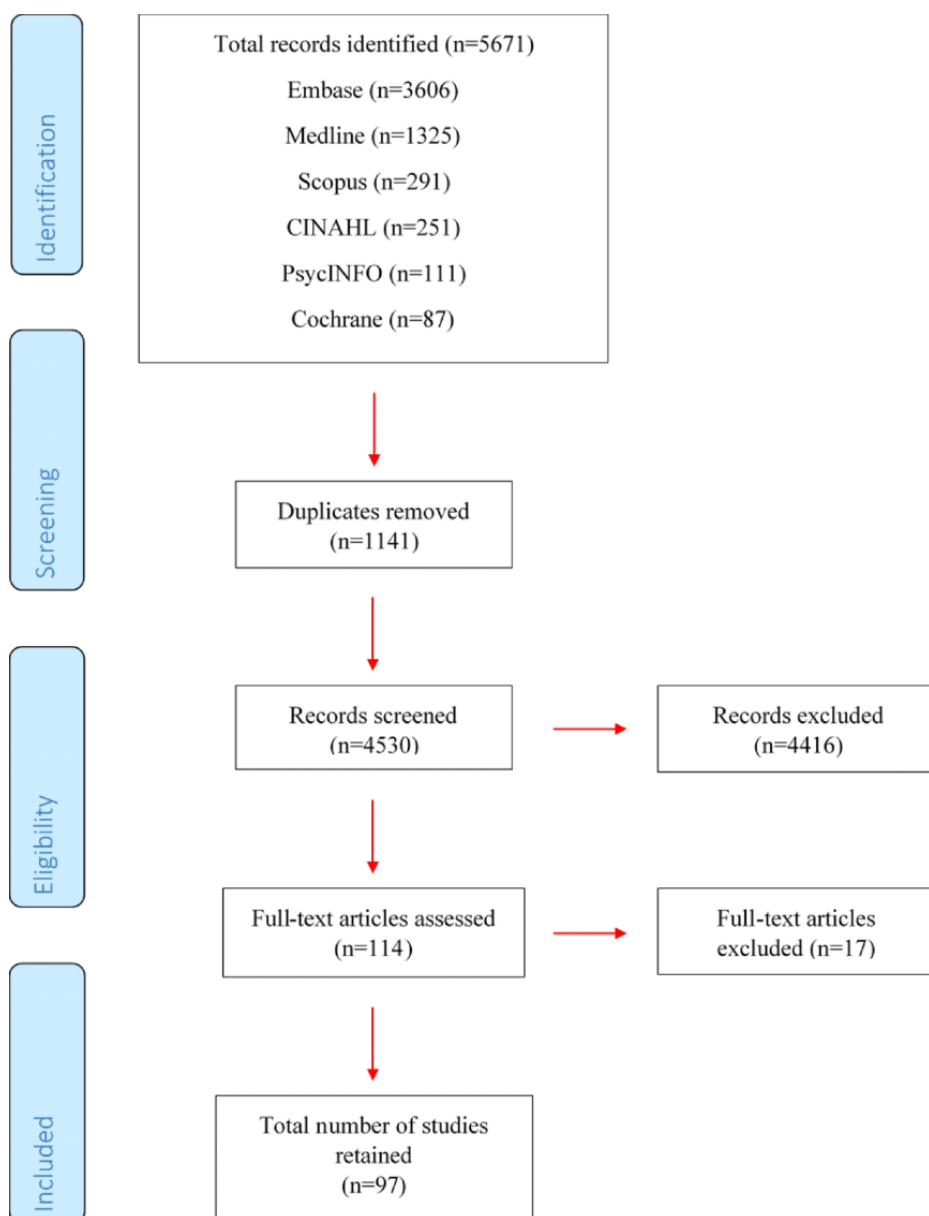 Identification
Total records identified (n=5671)
Embase (n=3606)
Medline (n=1325)
Scopus (n=291)
CINAHL (n=251)
PsycINFO (n=111)
Cochrane (n=87)
Screening
Duplicates removed
(n=1141)
Eligibility
Records screened
(n=4530)
Records excluded
(n=4416)
Full-text articles assessed
(n=114)
Full-text articles
excluded (n=17)
Included
Total number of studies
retained
(n=97)